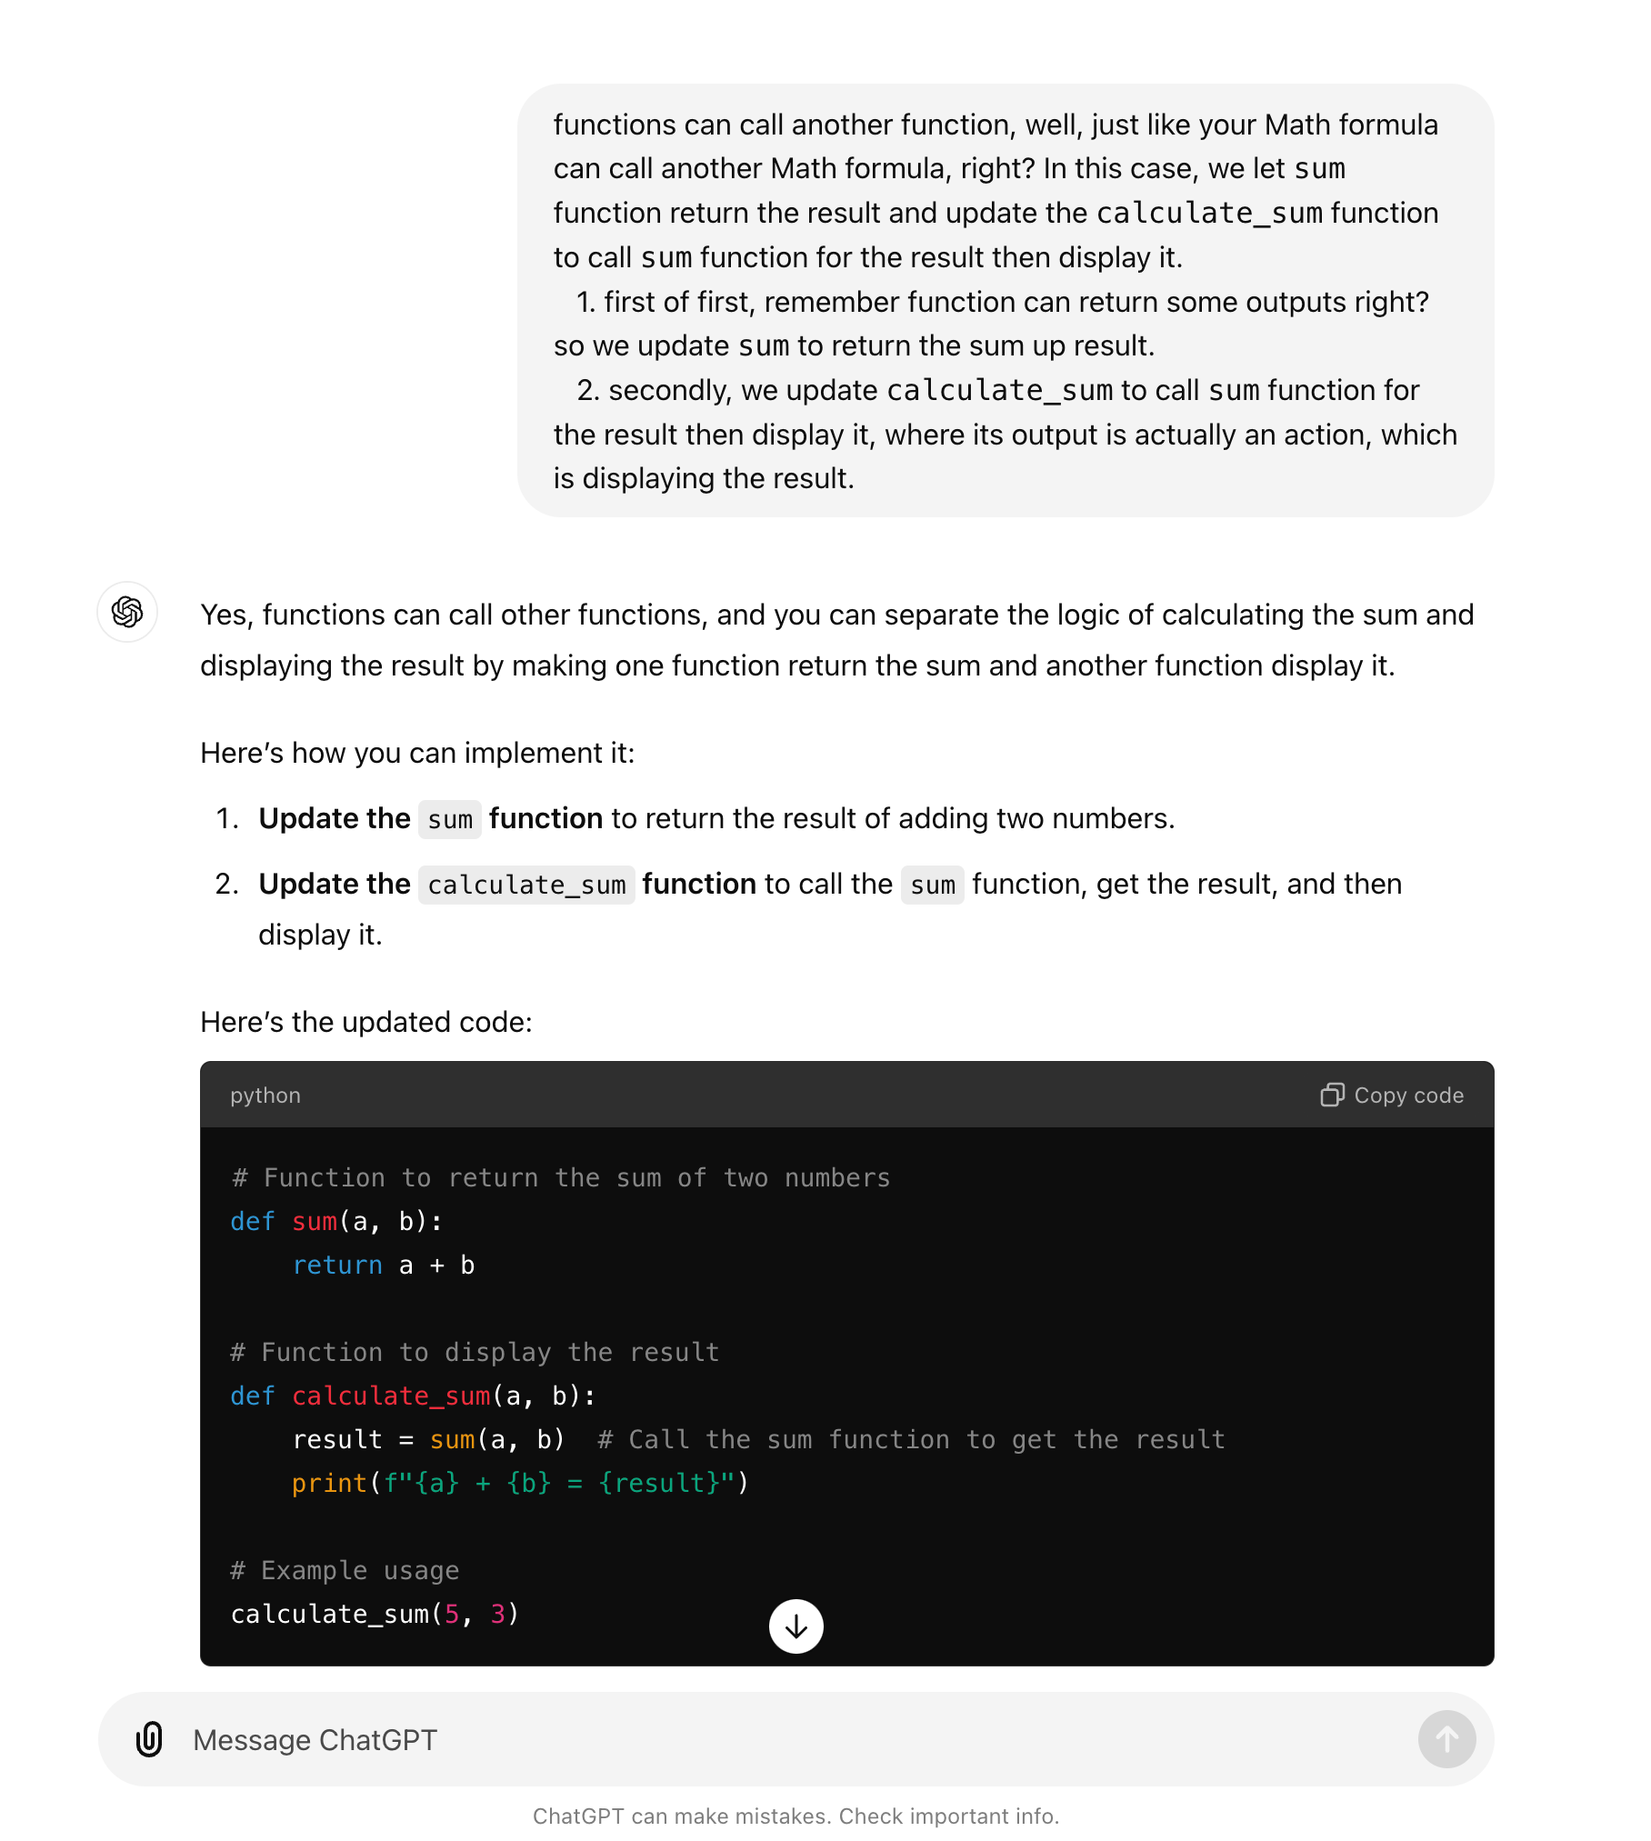 functions can call another function, well, just like your Math formula
can call another Math formula, right? In this case, we let sum
function return the result and update the calculate_sum function
to call sum function for the result then display it.
1. first of first, remember function can return some outputs right?
so we update sum to return the sum up result.
2. secondly, we update calculate_sum to call sum function for
the result then display it, where its output is actually an action, which
is displaying the result.
Yes, functions can call other functions, and you can separate the logic of calculating the sum and
displaying the result by making one function return the sum and another function display it.
Here’s how you can implement it:
1. Update the sum function to return the result of adding two numbers.
2. Update the calculate_sum function to call the sum function, get the result, and then
display it.
Here’s the updated code:
python Copy code
# Function to return the sum of two numbers
def sum(a, b):
    return a + b
# Function to display the result
def calculate_sum(a, b):
    result = sum(a, b)  # Call the sum function to get the result
    print(f"{a} + {b} = {result}")
# Example usage
calculate_sum(5, 3)
Message ChatGPT
ChatGPT can make mistakes. Check important info.